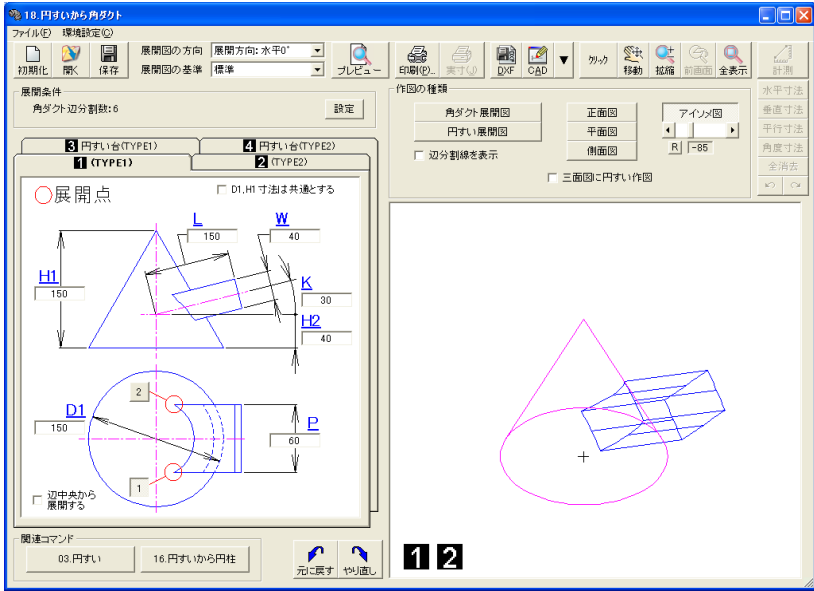 18.円すいから角ダクト
ファイル(F) 環境設定(O)
初期化 開く 保存
展開図の方向 展開方向:水平0°
展開図の基準 標準
プレビュー 印刷(P)... 実寸(J) DXF CAD ▼ クリック 移動 拡縮 前画面 全表示 計測
展開条件
角ダクト辺分割数:6
設定
3 円すい台(TYPE1) 4 円すい台(TYPE2)
1 (TYPE1) 2 (TYPE2)
○展開点
D1,H1寸法は共通とする
L
150
W
40
H1
150
K
30
H2
40
D1
150
2
1
P
60
辺中央から
展開する
関連コマンド
03.円すい 16.円すいから円柱
元に戻す やり直し
作図の種類
角ダクト展開図 正面図 アイソメ図
円すい展開図 平面図
辺分割線を表示 側面図 R -85
三面図に円すい作図
水平寸法
垂直寸法
平行寸法
角度寸法
全消去
1 2